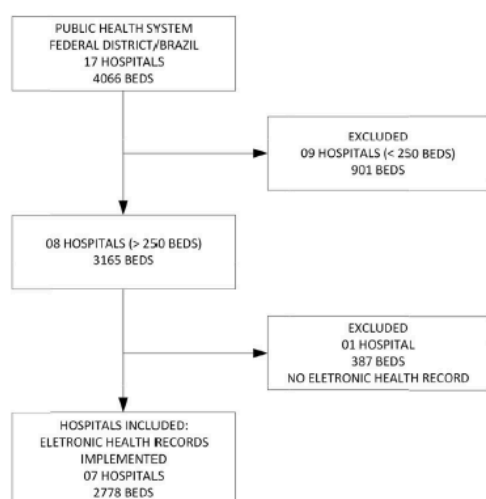 PUBLIC HEALTH SYSTEM
FEDERAL DISTRICT/BRAZIL
17 HOSPITALS
4066 BEDS
EXCLUDED
09 HOSPITALS (< 250 BEDS)
901 BEDS
08 HOSPITALS (> 250 BEDS)
3165 BEDS
EXCLUDED
01 HOSPITAL
387 BEDS
NO ELETRONIC HEALTH RECORD
HOSPITALS INCLUDED:
ELETRONIC HEALTH RECORDS
IMPLEMENTED
07 HOSPITALS
2778 BEDS